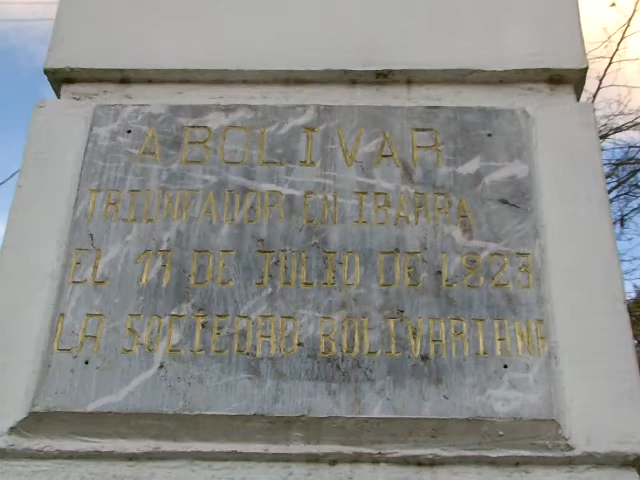 A BOLIVAR
TRIUNFADOR EN IBARRA
EL 17 DE JULIO DE 1823
LA SOCIEDAD BOLIVARIANA